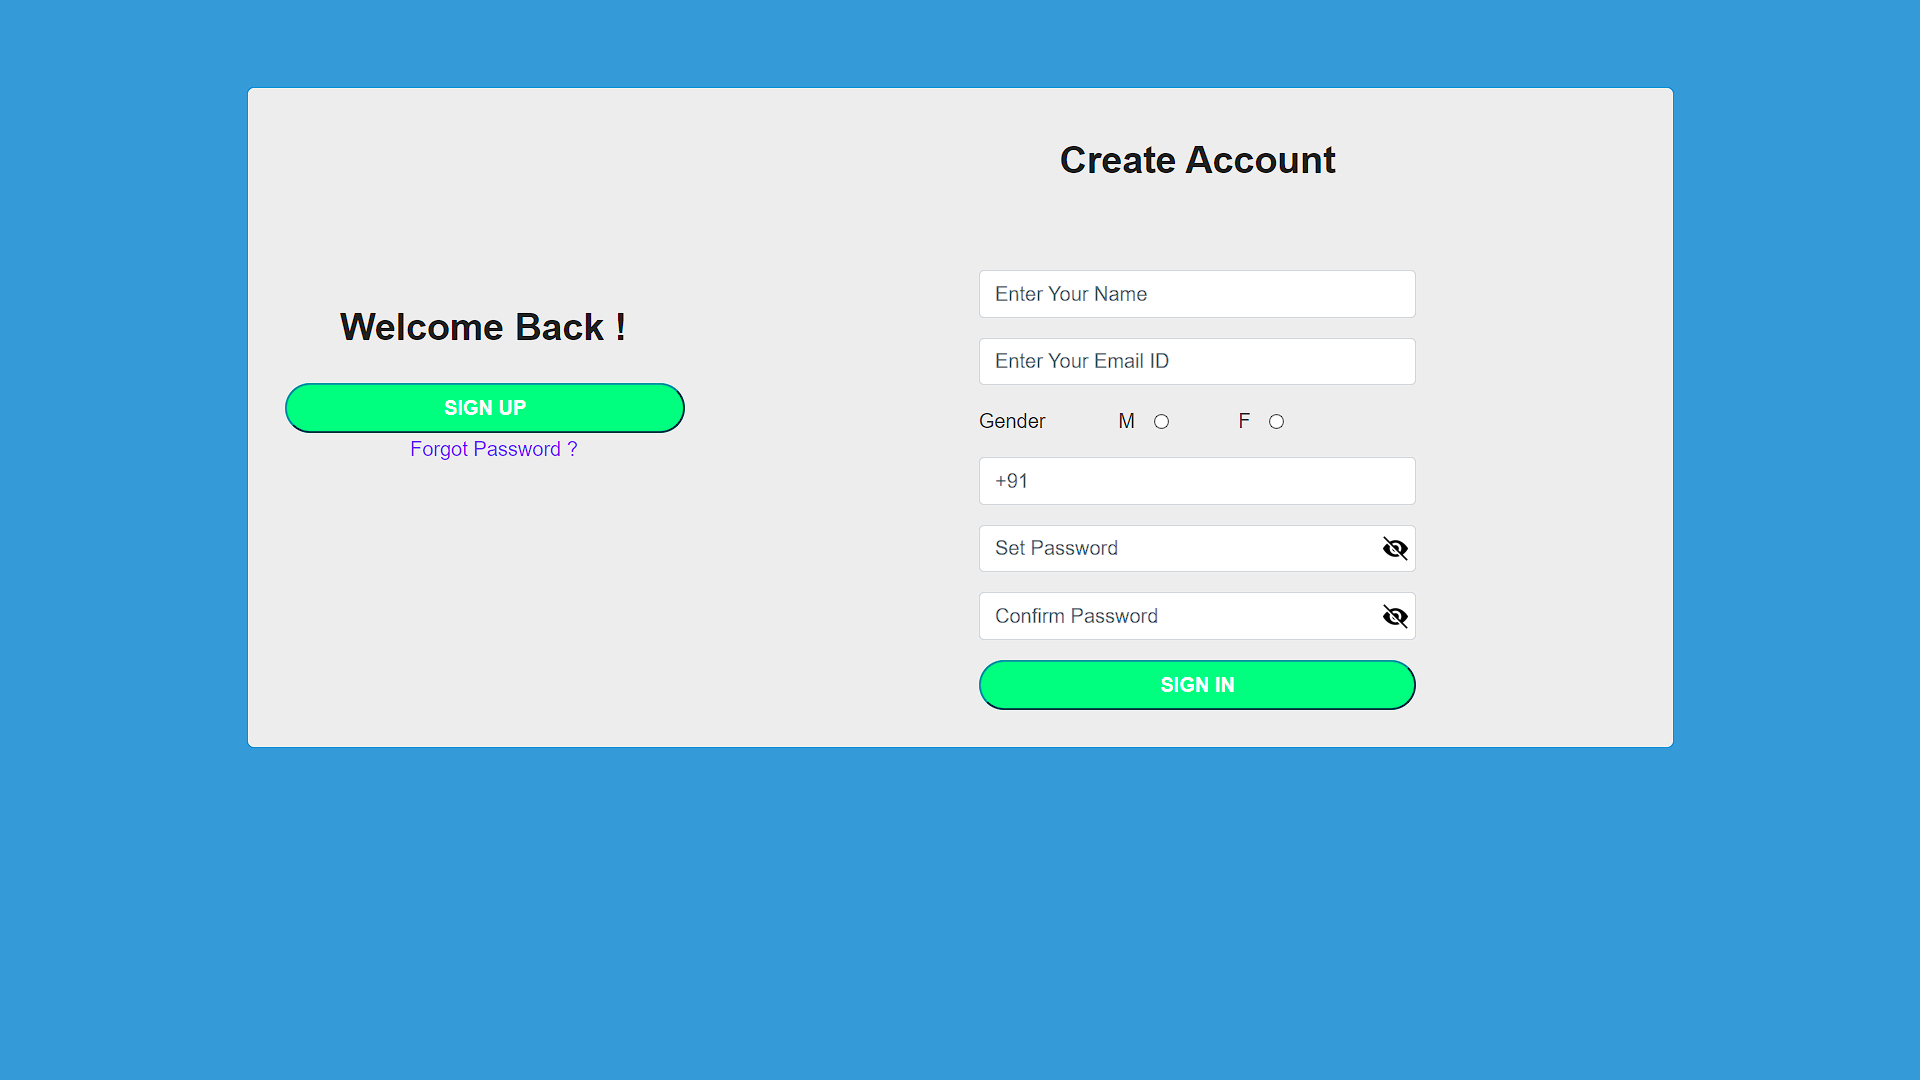 Welcome Back !
SIGN UP
Forgot Password ?
Create Account
Enter Your Name
Enter Your Email ID
Gender M F
+91
Set Password
Confirm Password
SIGN IN